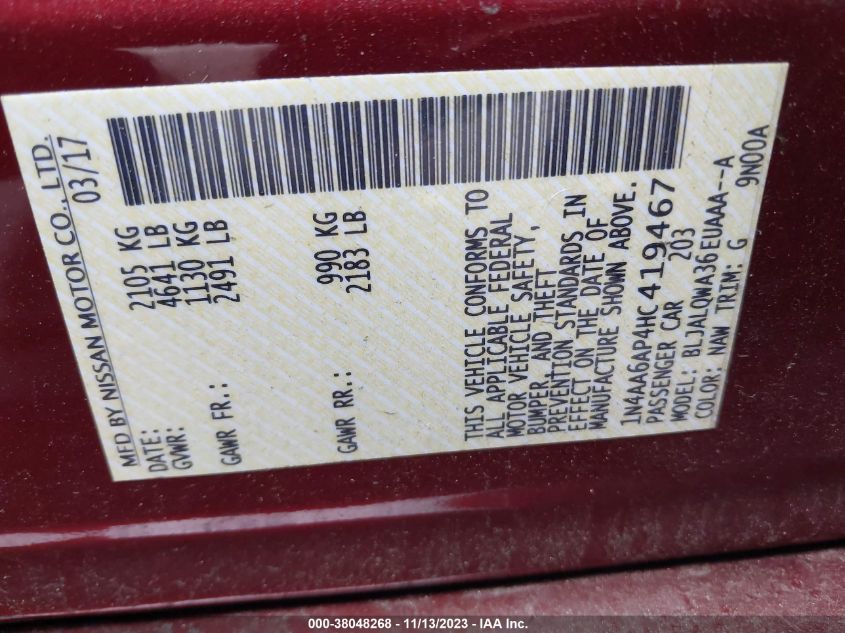 MFD BY NISSAN MOTOR CO., LTD.
DATE: 03/17
GVWR: 2105 KG
4641 LB
GAWR FR.: 1130 KG
2491 LB
GAWR RR.: 990 KG
2183 LB
THIS VEHICLE CONFORMS TO
ALL APPLICABLE FEDERAL
MOTOR VEHICLE SAFETY,
BUMPER, AND THEFT
PREVENTION STANDARDS IN
EFFECT ON THE DATE OF
MANUFACTURE SHOWN ABOVE.
1N4AA6AP4HC419467
PASSENGER CAR 203
MODEL: BLJALOWA36EUAAA--A
COLOR: NAW TRIM: G 9N00A
000-38048268 - 11/13/2023 - IAA Inc.